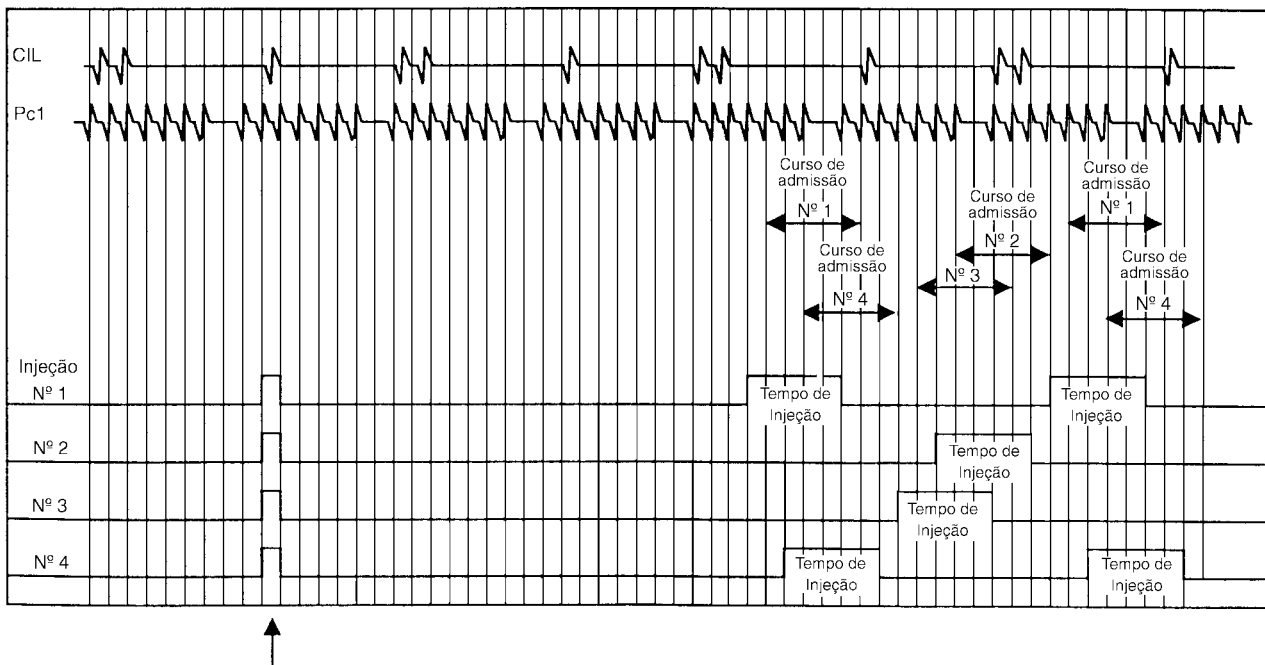 CIL
Pc1
Curso de
admissão
Nº 1
Curso de
admissão
Nº 4
Curso de
admissão
Nº 2
Nº 3
Curso de
admissão
Nº 1
Curso de
admissão
Nº 4
Injeção
Nº 1
Tempo de
Injeção
Tempo de
Injeção
Nº 2
Tempo de
Injeção
Nº 3
Tempo de
Injeção
Nº 4
Tempo de
Injeção
Tempo de
Injeção